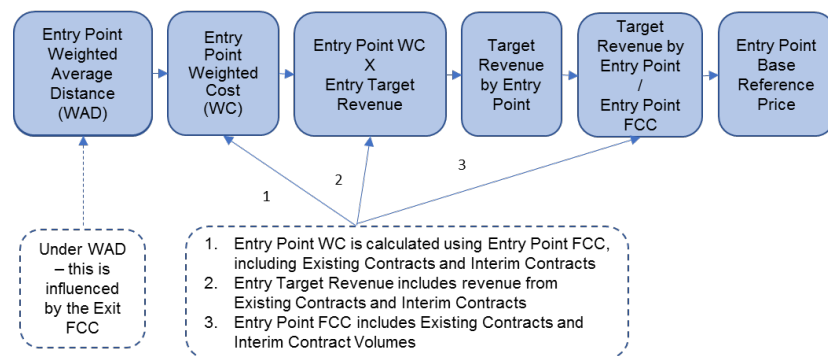 Entry Point
Weighted
Average
Distance
(WAD)
Entry
Point
Weighted
Cost
(WC)
Entry Point WC
X
Entry Target
Revenue
Target
Revenue
by Entry
Point
Target
Revenue by
Entry Point
/
Entry Point
FCC
Entry Point
Base
Reference
Price
1
2
3
Under WAD
– this is
influenced
by the Exit
FCC
1. Entry Point WC is calculated using Entry Point FCC,
including Existing Contracts and Interim Contracts
2. Entry Target Revenue includes revenue from
Existing Contracts and Interim Contracts
3. Entry Point FCC includes Existing Contracts and
Interim Contract Volumes